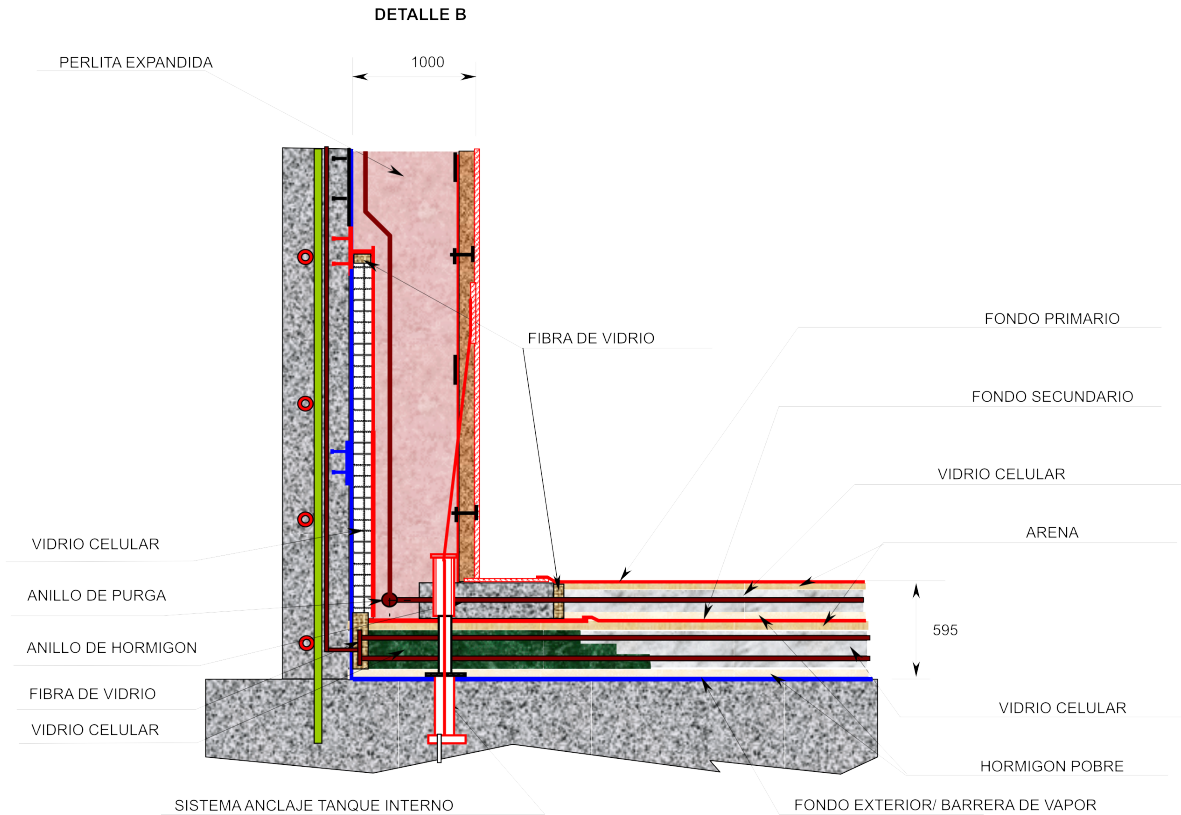 DETALLE B
PERLITA EXPANDIDA
1000
FONDO PRIMARIO
FIBRA DE VIDRIO
FONDO SECUNDARIO
VIDRIO CELULAR
ARENA
VIDRIO CELULAR
ANILLO DE PURGA
595
ANILLO DE HORMIGON
FIBRA DE VIDRIO
VIDRIO CELULAR
VIDRIO CELULAR
HORMIGON POBRE
SISTEMA ANCLAJE TANQUE INTERNO
FONDO EXTERIOR/ BARRERA DE VAPOR